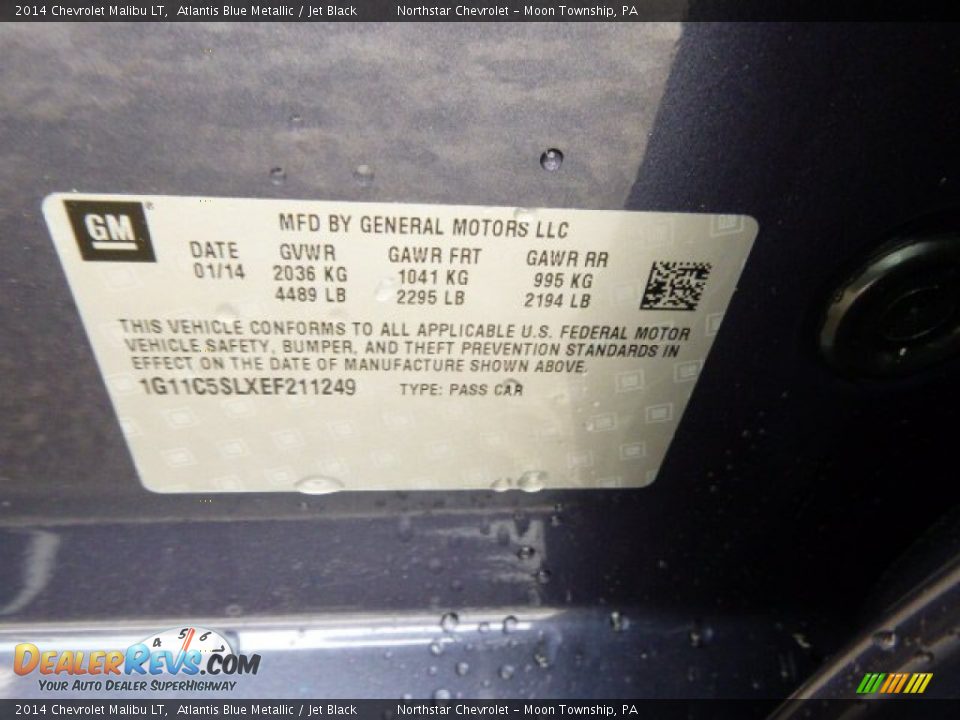 2014 Chevrolet Malibu LT, Atlantis Blue Metallic / Jet Black Northstar Chevrolet - Moon Township, PA
GM
MFD BY GENERAL MOTORS LLC
DATE GVWR GAWR FRT GAWR RR
01/14 2036 KG 1041 KG 995 KG
4489 LB 2295 LB 2194 LB
THIS VEHICLE CONFORMS TO ALL APPLICABLE U.S. FEDERAL MOTOR
VEHICLE SAFETY, BUMPER, AND THEFT PREVENTION STANDARDS IN
EFFECT ON THE DATE OF MANUFACTURE SHOWN ABOVE.
1G11C5SLXEF211249 TYPE: PASS CAR
4 5 6
DealerRevs.com
Your Auto Dealer SuperHighway
2014 Chevrolet Malibu LT, Atlantis Blue Metallic / Jet Black Northstar Chevrolet - Moon Township, PA